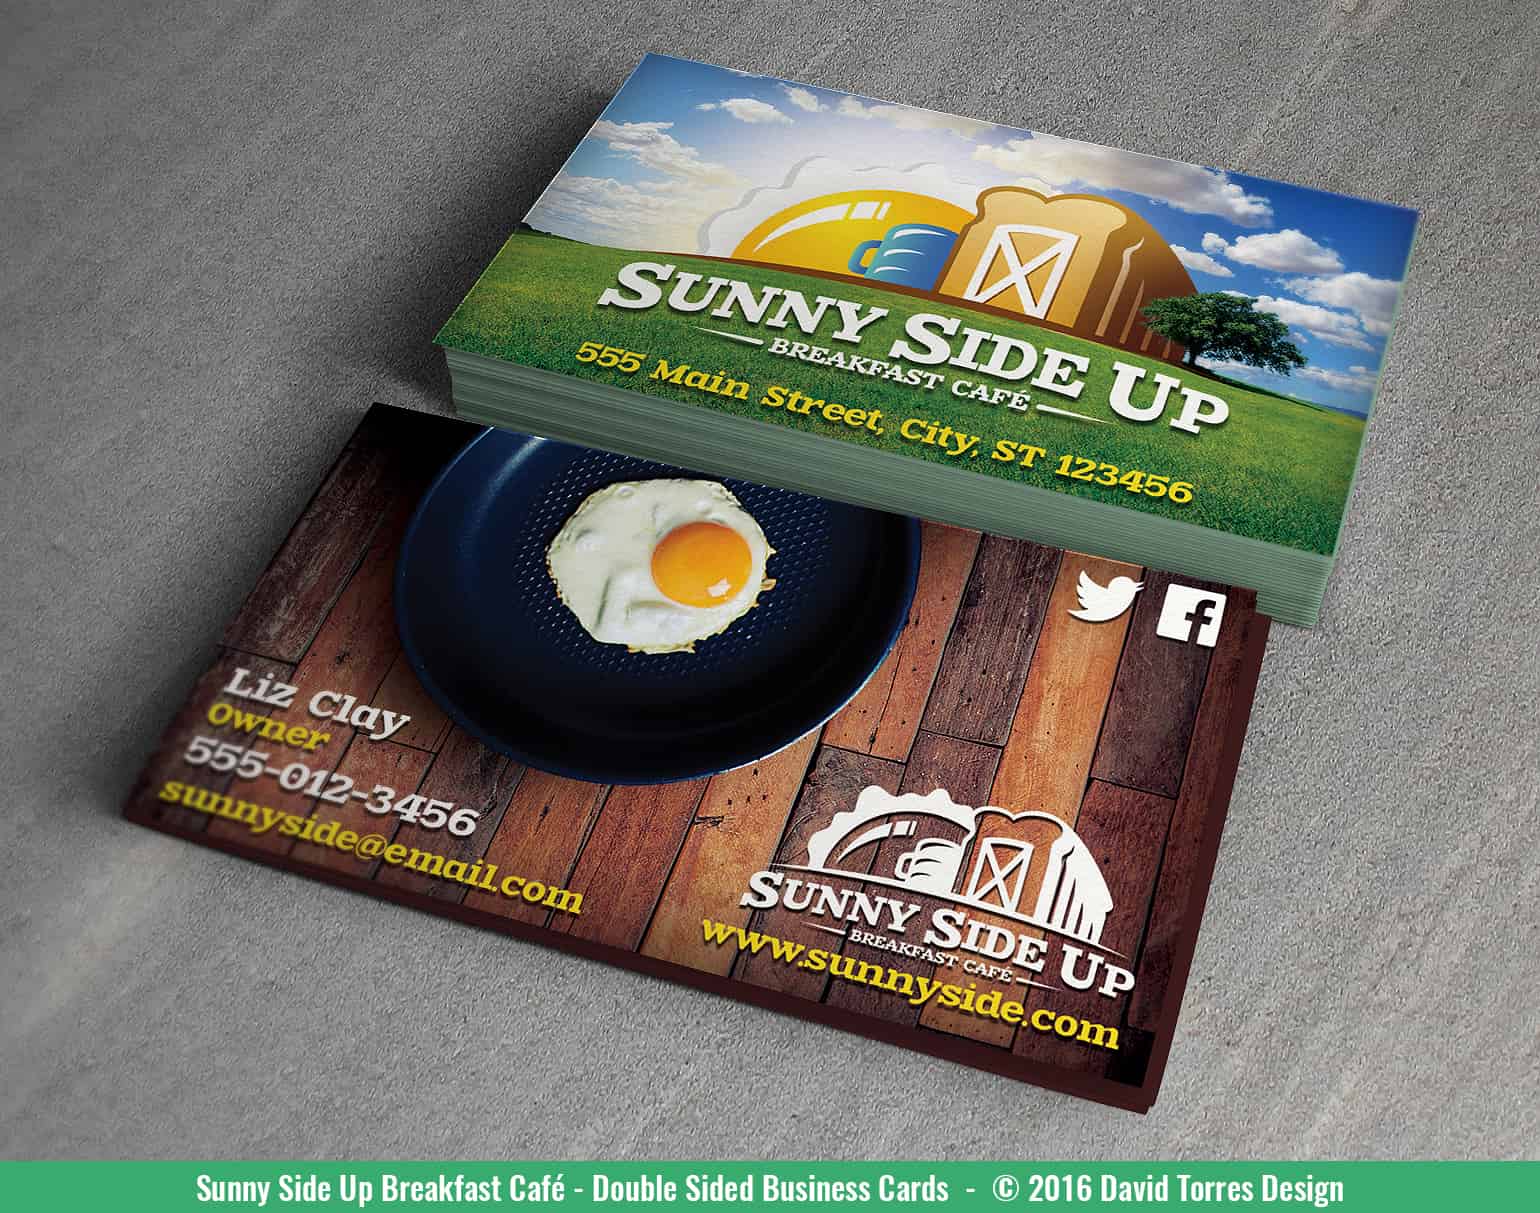 SUNNY SIDE UP
BREAKFAST CAFÉ
555 Main Street, City, ST 123456
Liz Clay
Owner
555-012-3456
sunnyside@email.com
SUNNY SIDE UP
BREAKFAST CAFÉ
www.sunnyside.com
Sunny Side Up Breakfast Café - Double Sided Business Cards - © 2016 David Torres Design